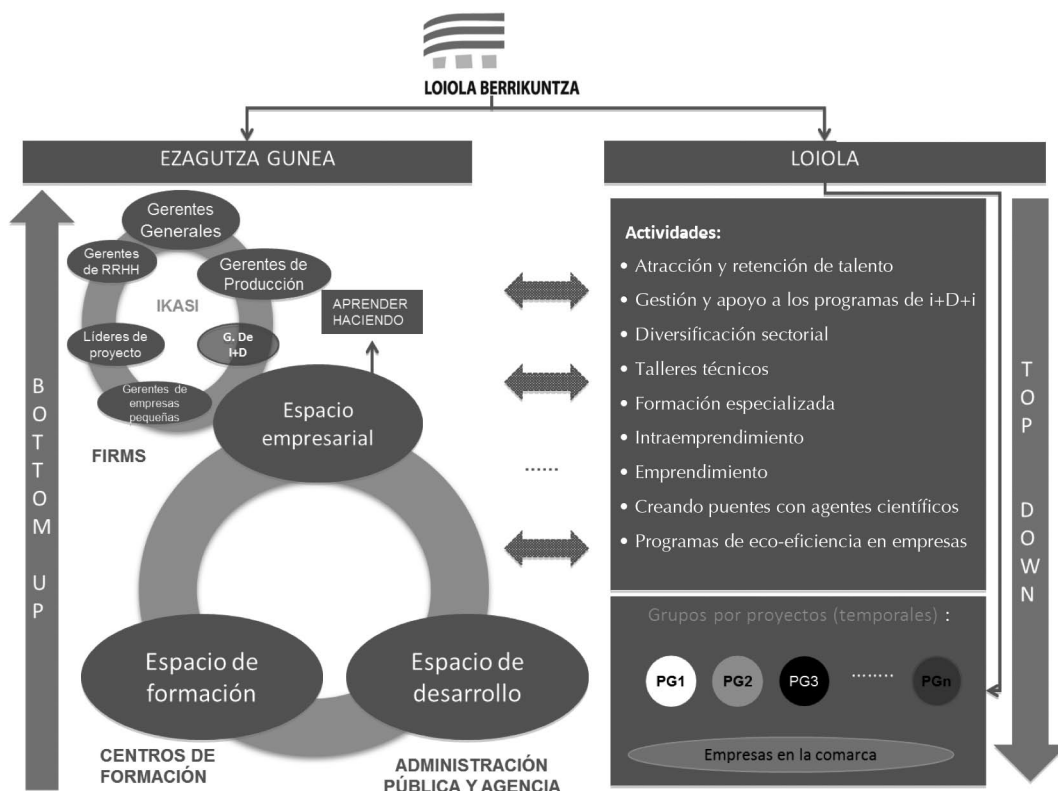 LOIOLA BERRIKUNTZA
EZAGUTZA GUNEA
LOIOLA
BOTTOM UP
Gerentes
Generales
Gerentes
de RRHH
Gerentes de
Producción
IKASI
APRENDER
HACIENDO
Líderes de
proyecto
G. De
I+D
Gerentes de
empresas
pequeñas
FIRMS
Espacio
empresarial
Espacio de
formación
Espacio de
desarrollo
CENTROS DE
FORMACIÓN
ADMINISTRACIÓN
PÚBLICA Y AGENCIA
......
Actividades:
• Atracción y retención de talento
• Gestión y apoyo a los programas de i+D+i
• Diversificación sectorial
• Talleres técnicos
• Formación especializada
• Intraemprendimiento
• Emprendimiento
• Creando puentes con agentes científicos
• Programas de eco-eficiencia en empresas
Grupos por proyectos (temporales) :
PG1 PG2 PG3 ........ PGn
Empresas en la comarca
TOP DOWN